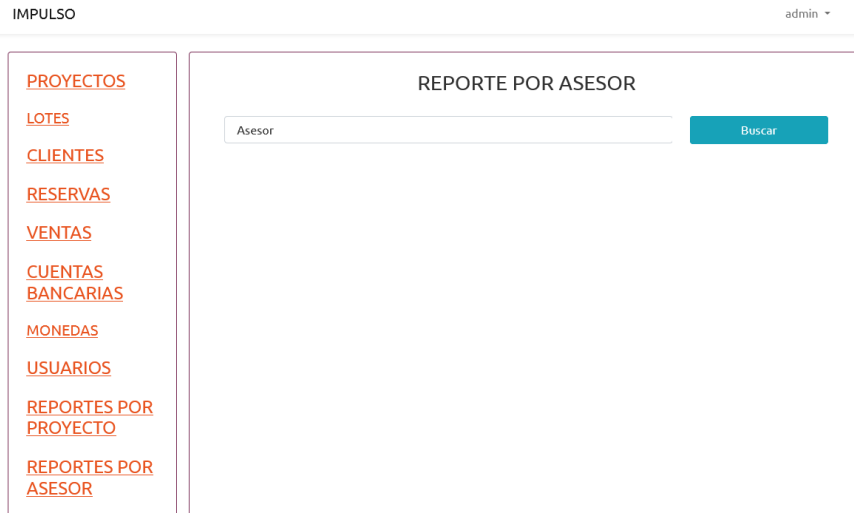 IMPULSO
admin
PROYECTOS
LOTES
CLIENTES
RESERVAS
VENTAS
CUENTAS
BANCARIAS
MONEDAS
USUARIOS
REPORTES POR
PROYECTO
REPORTES POR
ASESOR
REPORTE POR ASESOR
Asesor
Buscar